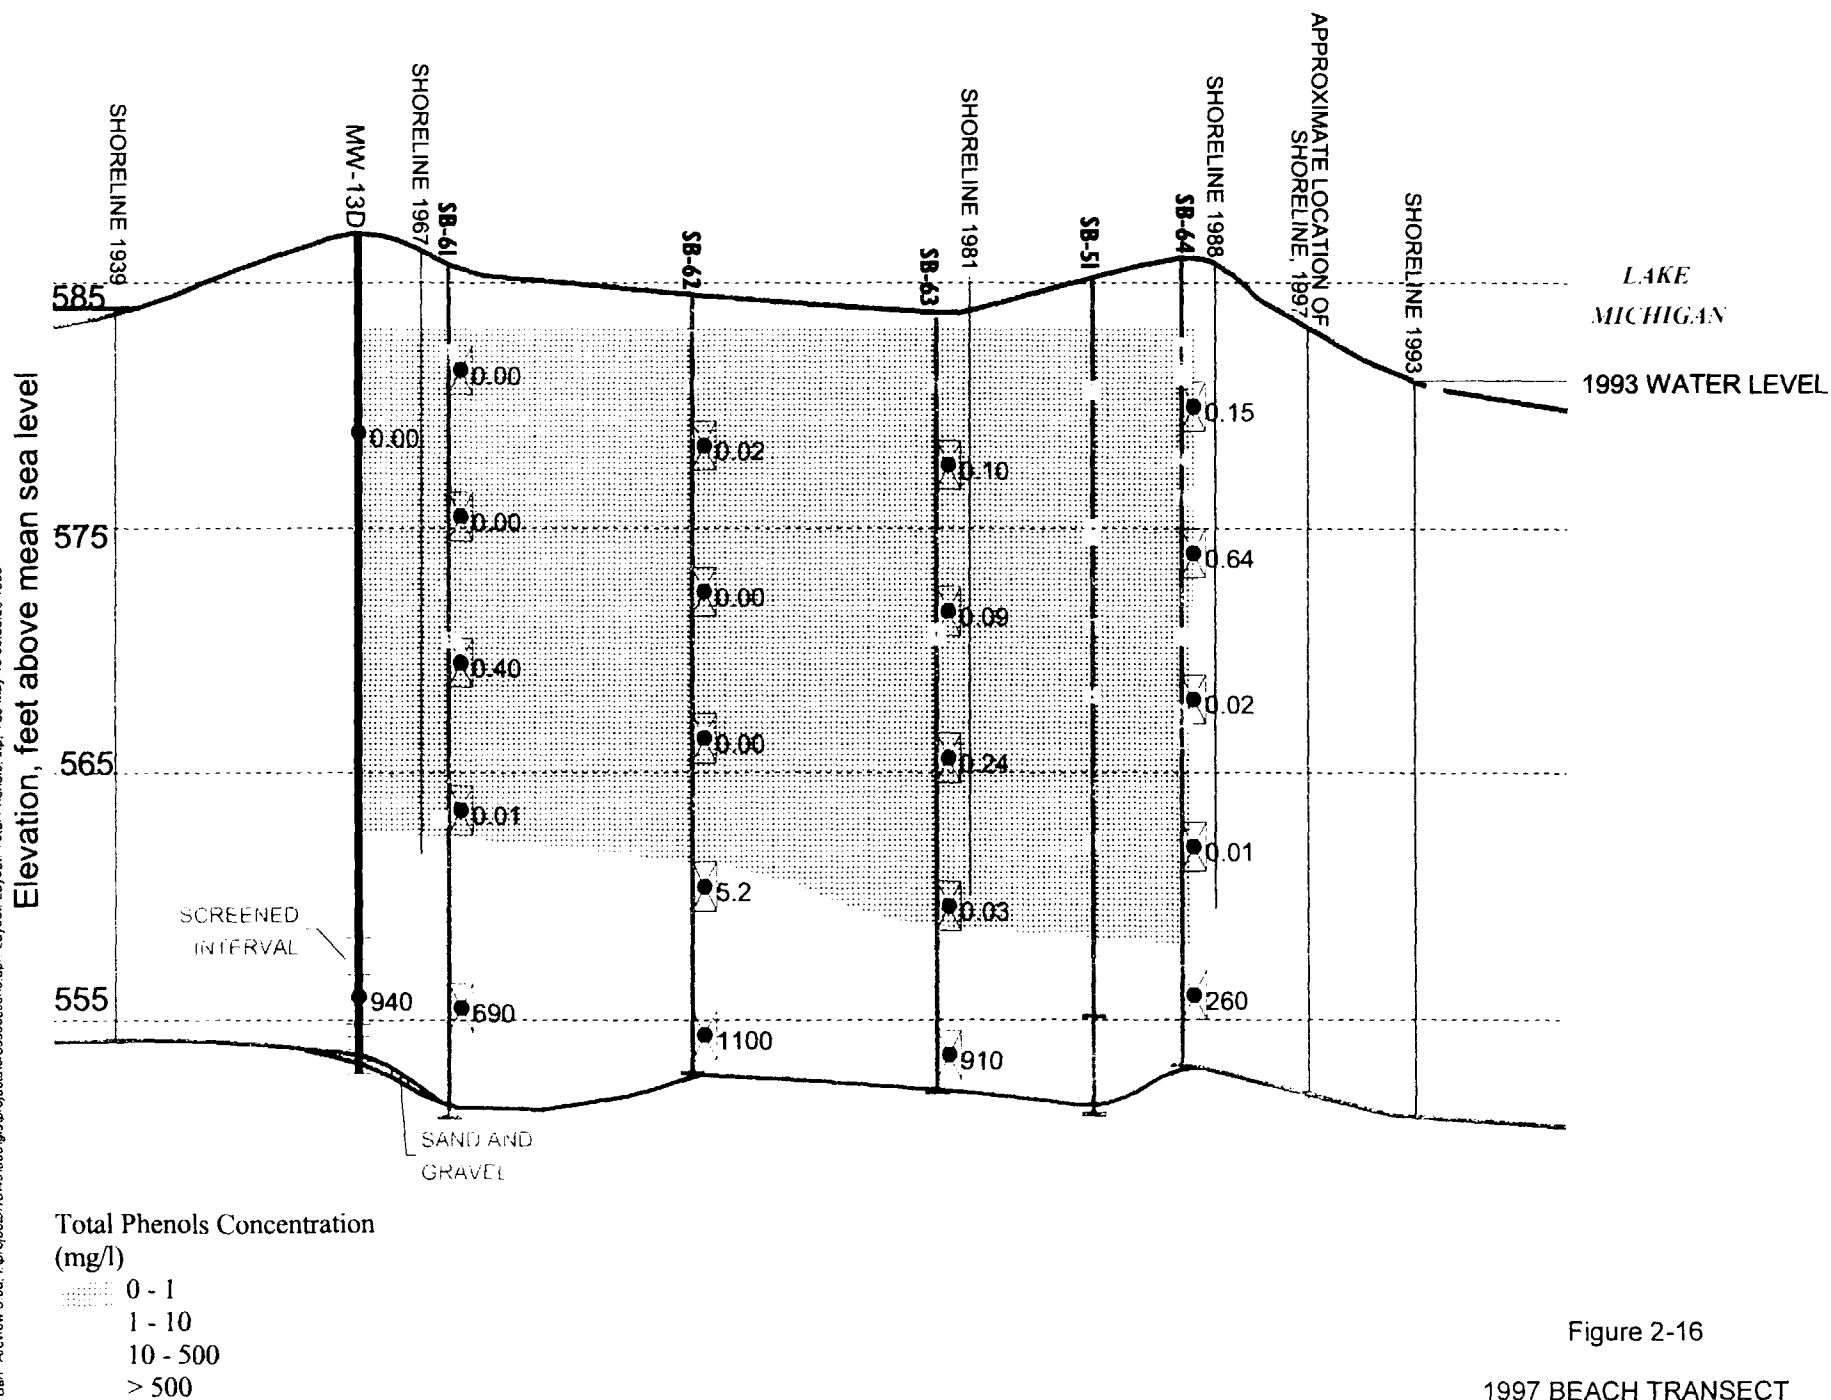 SHORELINE 1939
MW-13D
SHORELINE 1967
SB-61
SB-62
SB-63
SHORELINE 1981
SB-51
SB-64
SHORELINE 1988
APPROXIMATE LOCATION OF
SHORELINE, 1997
SHORELINE 1993
LAKE
MICHIGAN
1993 WATER LEVEL
Elevation, feet above mean sea level
585
575
565
555
0.00
940
0.00
0.00
0.40
0.01
690
0.02
0.00
0.00
5.2
1100
0.10
0.09
0.24
0.03
910
0.15
0.64
0.02
0.01
260
SCREENED
INTERVAL
SAND AND
GRAVEL
Total Phenols Concentration
(mg/l)
0 - 1
1 - 10
10 - 500
> 500
Figure 2-16
1997 BEACH TRANSECT